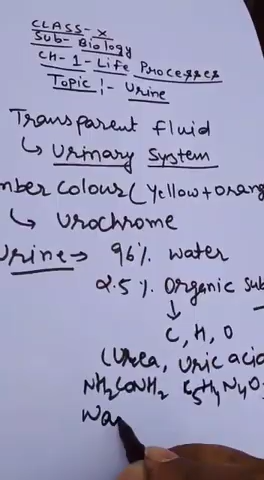 CLASS- X
Sub- Biology
CH- 1- Life Processes
Topic :- Urine
Transparent fluid
↳ Urinary System
mber colour (Yellow + orang
↳ Urochrome
Urine → 96% water
2.5% Organic Sub
↓
C, H, O
(Urea, Uric acid
NH₂CONH₂ C₅H₄N₄O₃
Wa